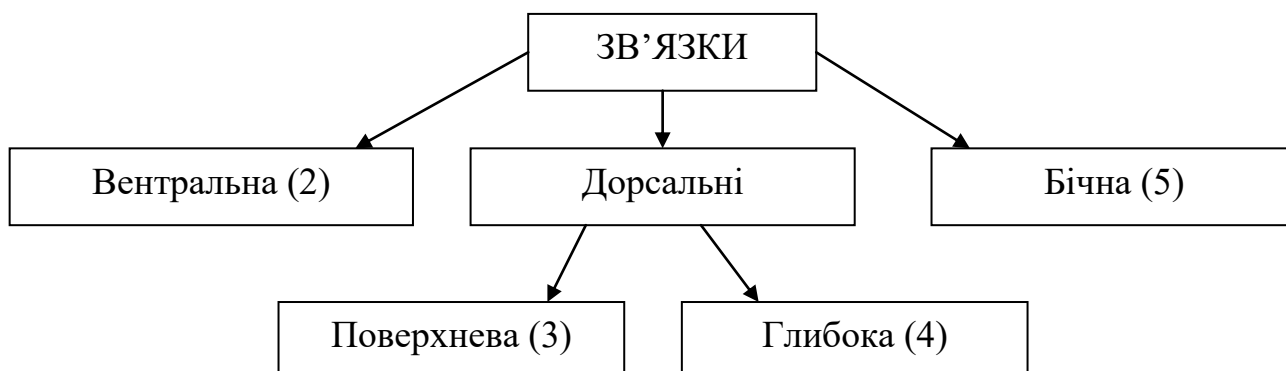 ЗВ’ЯЗКИ
Вентральна (2)
Дорсальні
Бічна (5)
Поверхнева (3)
Глибока (4)